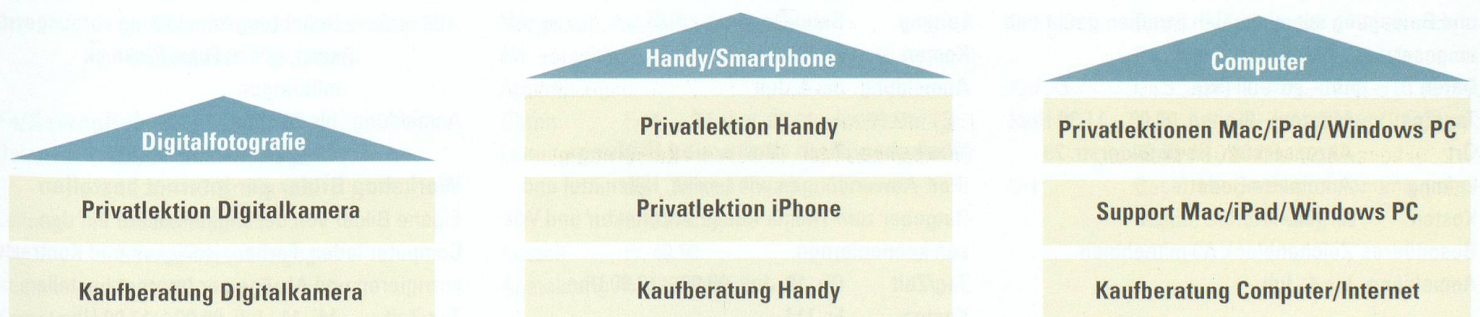 Digitalfotografie
Privatlektion Digitalkamera
Kaufberatung Digitalkamera
Handy/Smartphone
Privatlektion Handy
Privatlektion iPhone
Kaufberatung Handy
Computer
Privatlektionen Mac/iPad/Windows PC
Support Mac/iPad/Windows PC
Kaufberatung Computer/Internet